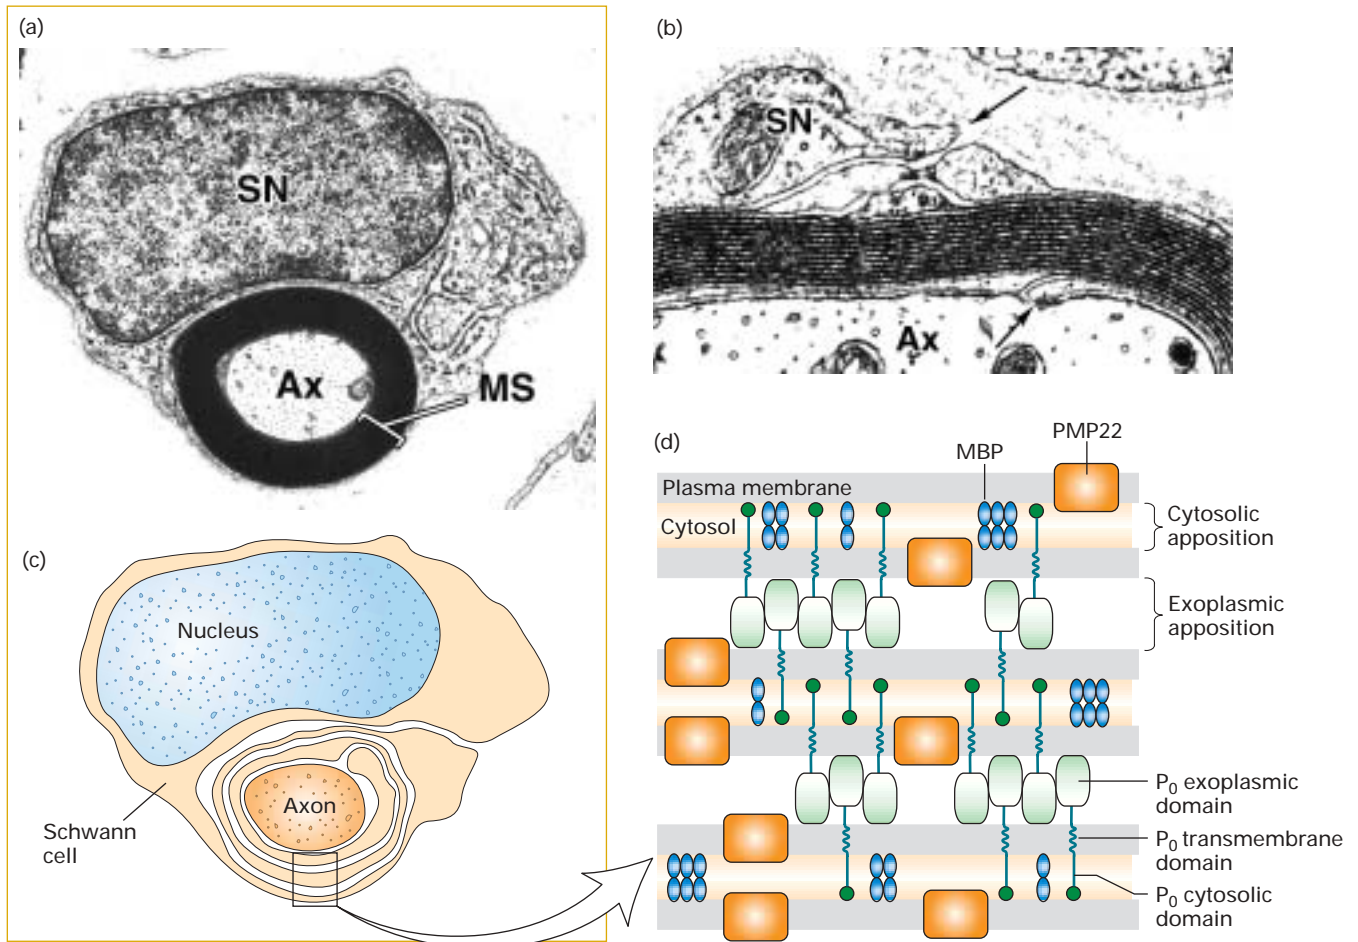 (a)
SN
Ax
MS
(b)
SN
Ax
(c)
Nucleus
Axon
Schwann
cell
(d)
MBP
PMP22
Plasma membrane
Cytosol
Cytosolic
apposition
Exoplasmic
apposition
P0 exoplasmic
domain
P0 transmembrane
domain
P0 cytosolic
domain